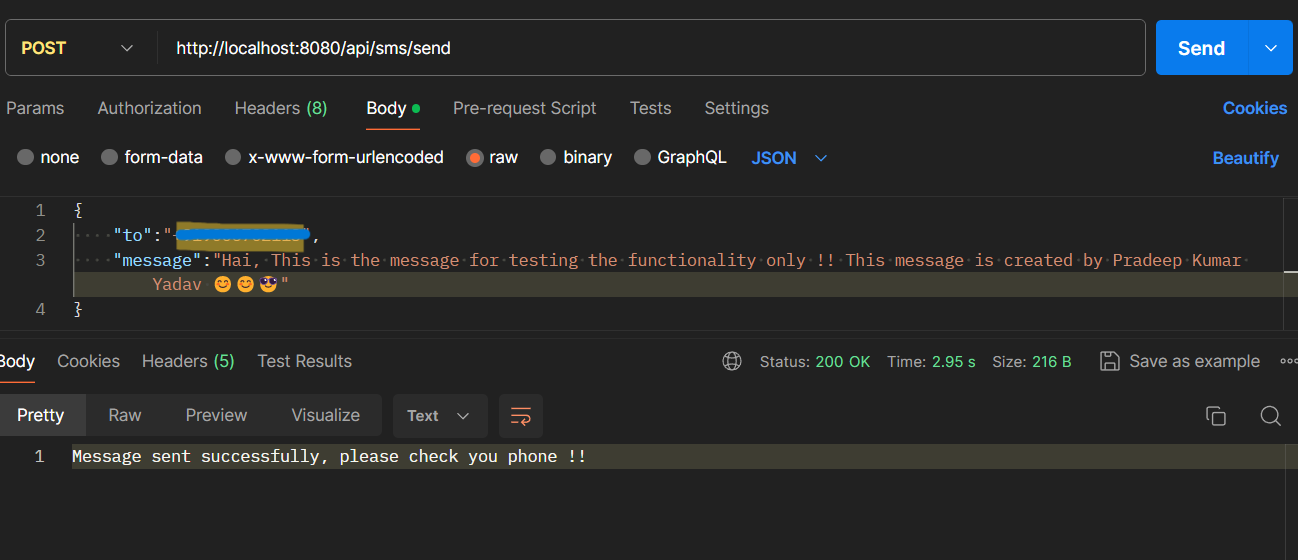 POST http://localhost:8080/api/sms/send Send
Params Authorization Headers (8) Body Pre-request Script Tests Settings Cookies
none form-data x-www-form-urlencoded raw binary GraphQL JSON Beautify
1 {
2 "to":" ",
3 "message":"Hai, This is the message for testing the functionality only !! This message is created by Pradeep Kumar
Yadav 😊😊😎"
4 }
Body Cookies Headers (5) Test Results Status: 200 OK Time: 2.95 s Size: 216 B Save as example
Pretty Raw Preview Visualize Text
1 Message sent successfully, please check you phone !!